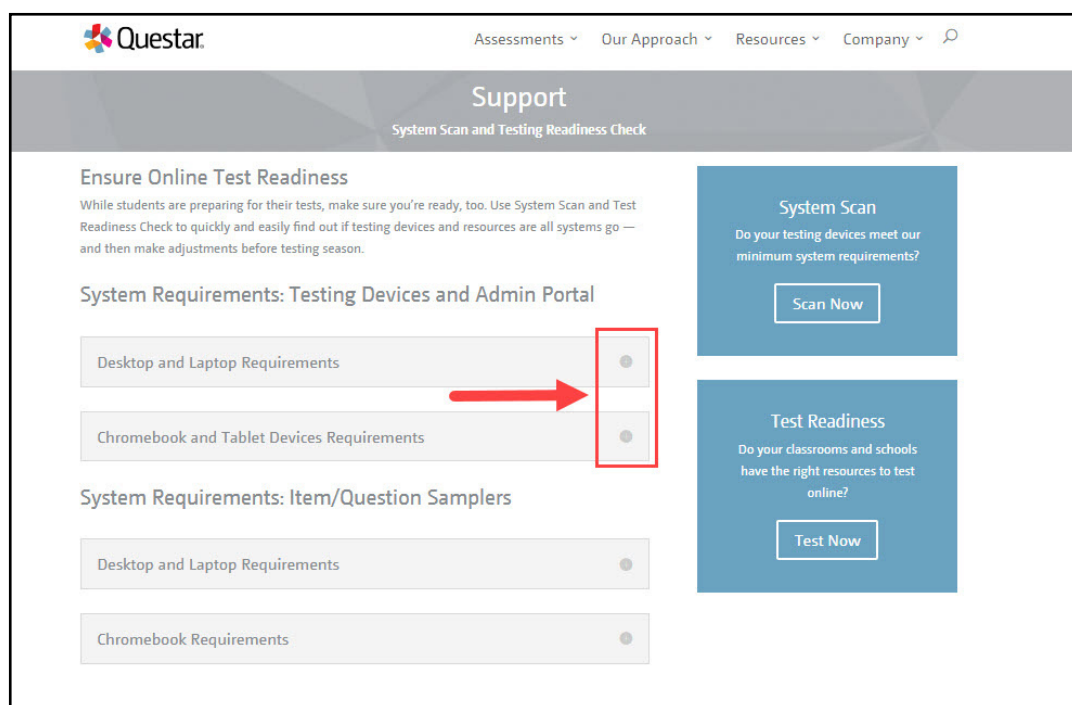 Questar.
Assessments Our Approach Resources Company
Support
System Scan and Testing Readiness Check
Ensure Online Test Readiness
While students are preparing for their tests, make sure you're ready, too. Use System Scan and Test
Readiness Check to quickly and easily find out if testing devices and resources are all systems go —
and then make adjustments before testing season.
System Requirements: Testing Devices and Admin Portal
Desktop and Laptop Requirements
Chromebook and Tablet Devices Requirements
System Requirements: Item/Question Samplers
Desktop and Laptop Requirements
Chromebook Requirements
System Scan
Do your testing devices meet our
minimum system requirements?
Scan Now
Test Readiness
Do your classrooms and schools
have the right resources to test
online?
Test Now